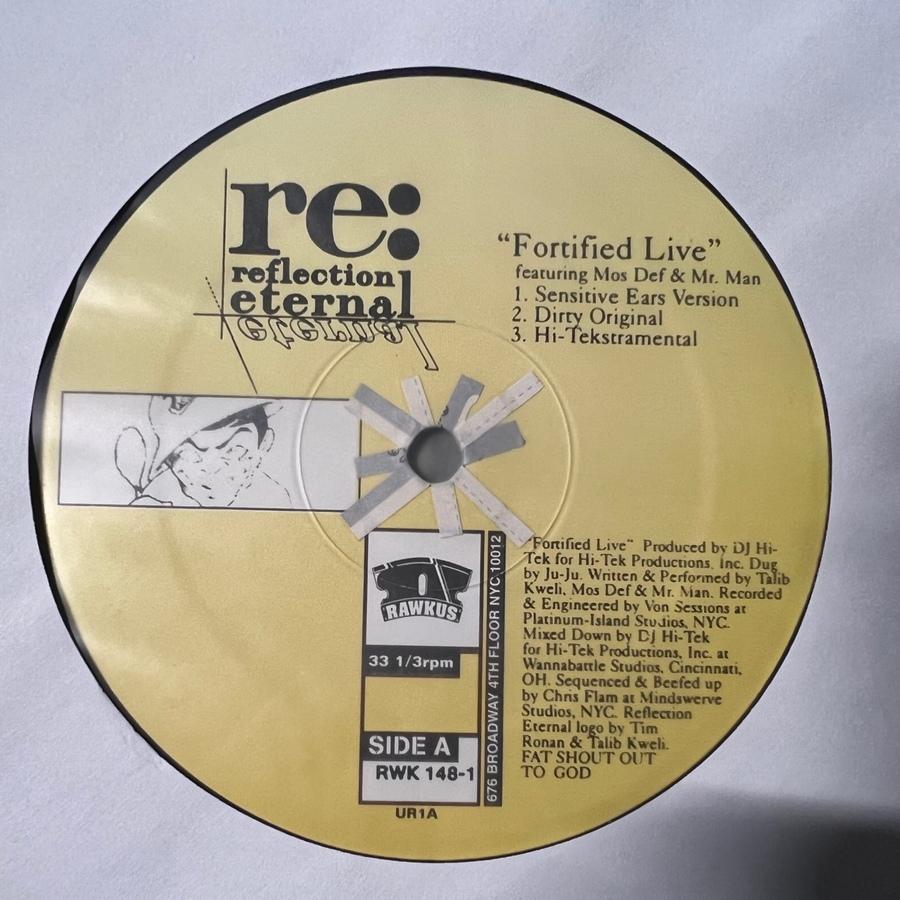 re:
reflection
eternal
eternal
"Fortified Live"
featuring Mos Def & Mr. Man
1. Sensitive Ears Version
2. Dirty Original
3. Hi-Tekstramental
RAWKUS
33 1/3rpm
SIDE A
RWK 148-1
UR1A
676 BROADWAY 4TH FLOOR NYC 10012
"Fortified Live" Produced by DJ Hi-
Tek for Hi-Tek Productions, Inc. Dug
by Ju-Ju. Written & Performed by Talib
Kweli, Mos Def & Mr. Man. Recorded
& Engineered by Von Sessions at
Platinum-Island Studios, NYC.
Mixed Down by DJ Hi-Tek
for Hi-Tek Productions, Inc. at
Wannabattle Studios, Cincinnati,
OH. Sequenced & Beefed up
by Chris Flam at Mindswerve
Studios, NYC. Reflection
Eternal logo by Tim
Ronan & Talib Kweli.
FAT SHOUT OUT
TO GOD